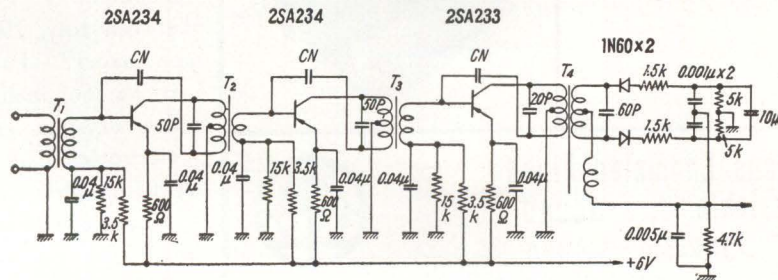 2SA234 2SA234 2SA233
1N60×2
CN CN CN
T1 T2 T3 T4
1.5k 0.001μ×2
50P 50P 20P 60P 5k 10μ
1.5k 5k
0.04μ 15k 3.5k 600Ω 0.04μ 0.04μ 15k 3.5k 600Ω 0.04μ 0.04μ 15k 3.5k 600Ω 0.04μ
0.005μ 4.7k
+6V